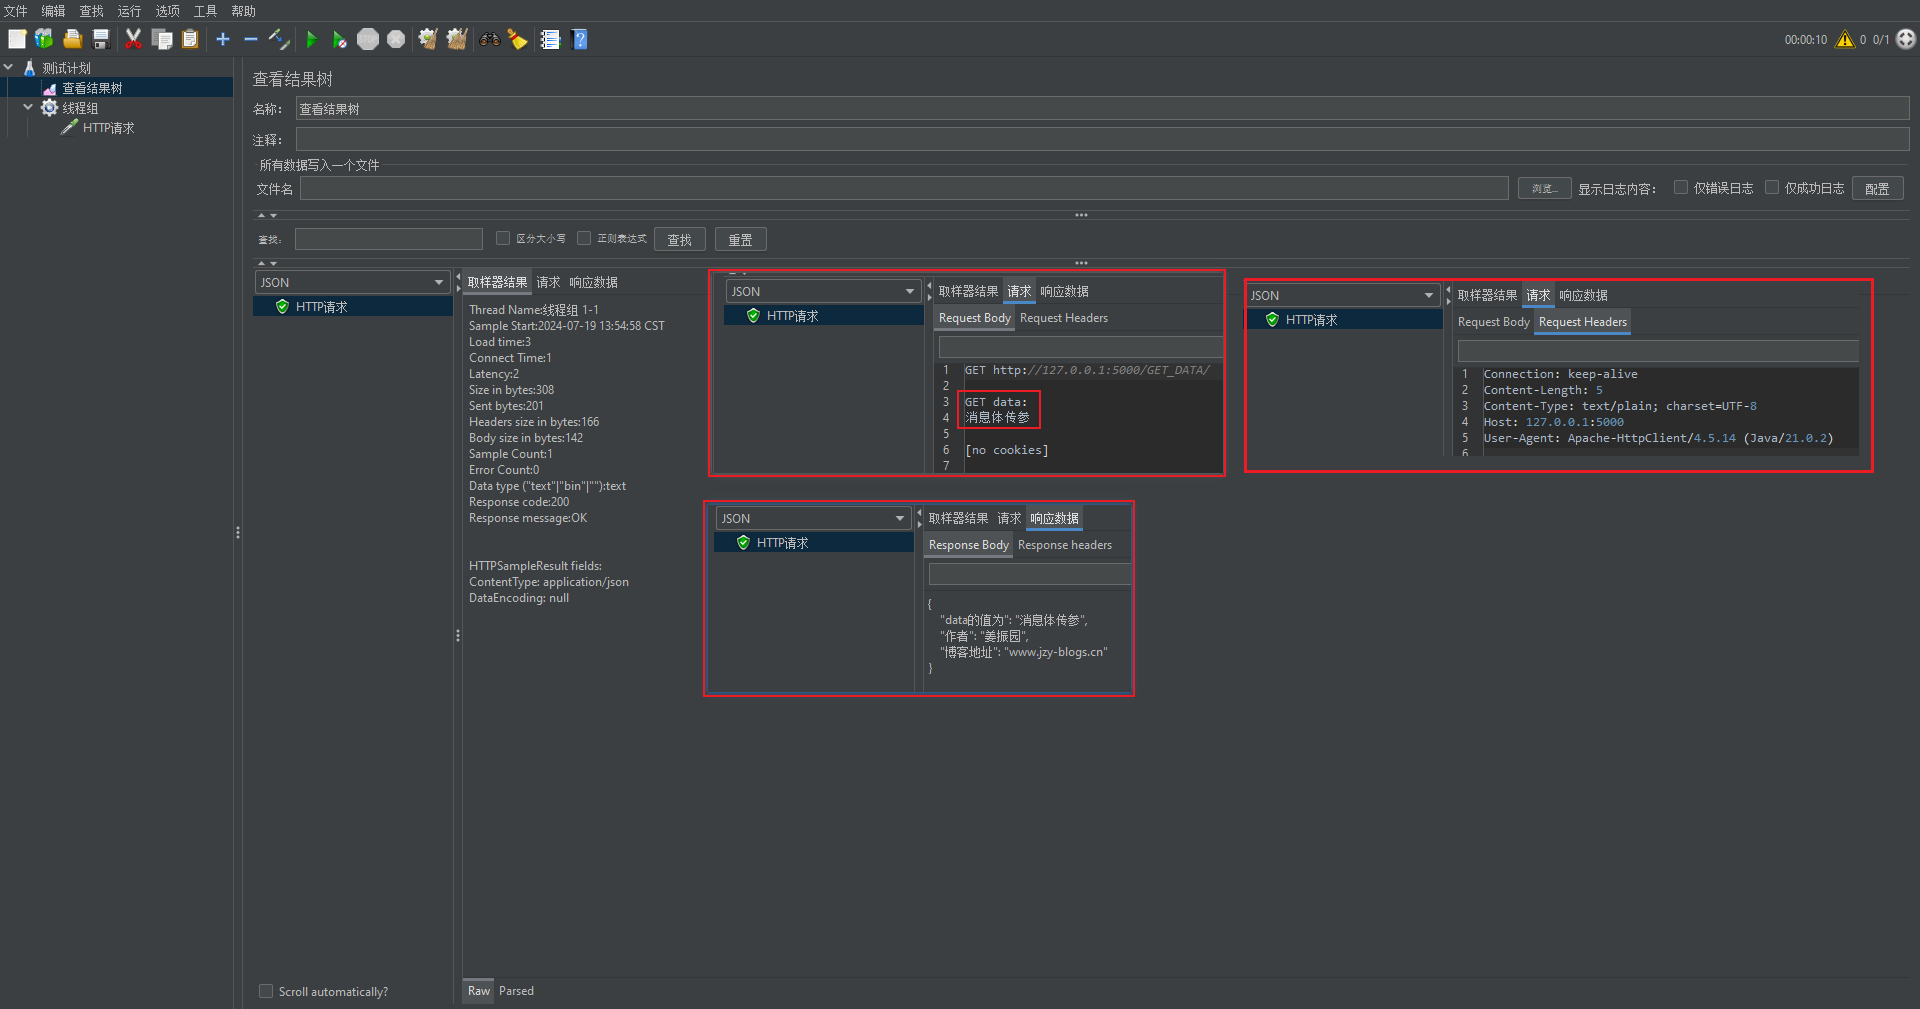 文件 编辑 查找 运行 选项 工具 帮助
00:00:10 0 0/1
测试计划
查看结果树
线程组
HTTP请求
查看结果树
名称： 查看结果树
注释：
所有数据写入一个文件
文件名 浏览... 显示日志内容： 仅错误日志 仅成功日志 配置
查找： 区分大小写 正则表达式 查找 重置
JSON
HTTP请求
取样器结果 请求 响应数据
Thread Name:线程组 1-1
Sample Start:2024-07-19 13:54:58 CST
Load time:3
Connect Time:1
Latency:2
Size in bytes:308
Sent bytes:201
Headers size in bytes:166
Body size in bytes:142
Sample Count:1
Error Count:0
Data type ("text"|"bin"|""):text
Response code:200
Response message:OK
HTTPSampleResult fields:
ContentType: application/json
DataEncoding: null
JSON
HTTP请求
取样器结果 请求 响应数据
Request Body Request Headers
1 GET http://127.0.0.1:5000/GET_DATA/
2
3 GET data:
4 消息体传参
5
6 [no cookies]
7
JSON
HTTP请求
取样器结果 请求 响应数据
Request Body Request Headers
1 Connection: keep-alive
2 Content-Length: 5
3 Content-Type: text/plain; charset=UTF-8
4 Host: 127.0.0.1:5000
5 User-Agent: Apache-HttpClient/4.5.14 (Java/21.0.2)
6
JSON
HTTP请求
取样器结果 请求 响应数据
Response Body Response headers
{
"data的值为": "消息体传参",
"作者": "姜振园",
"博客地址": "www.jzy-blogs.cn"
}
Scroll automatically?
Raw Parsed